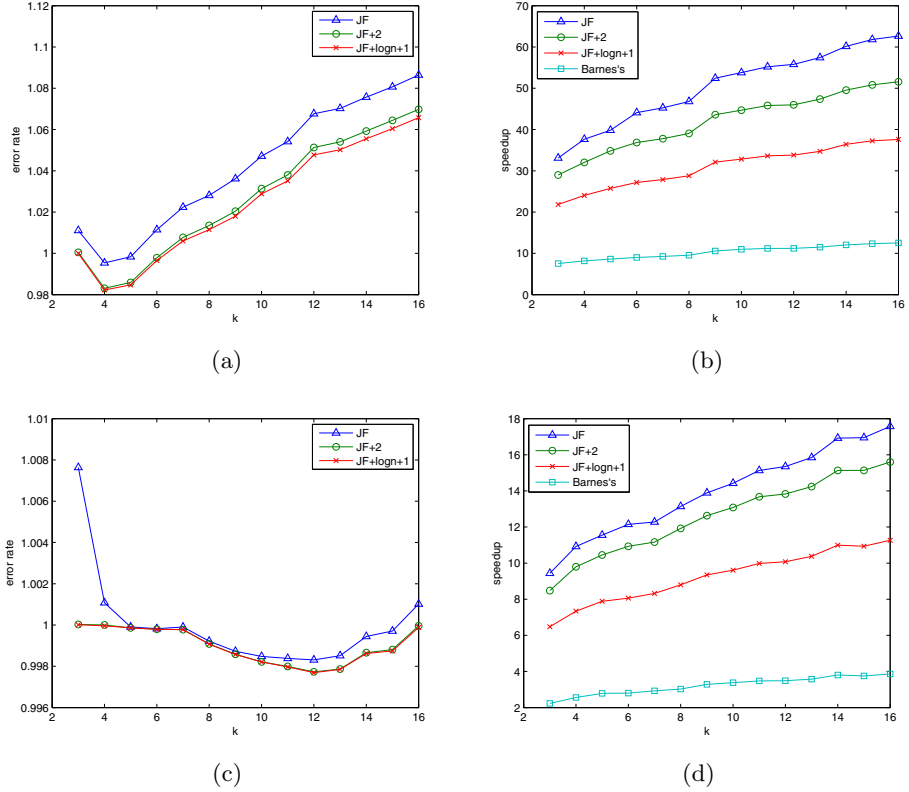 1.12
1.1
1.08
1.06
1.04
1.02
1
0.98
error rate
2 4 6 8 10 12 14 16
k
JF
JF+2
JF+logn+1
(a)
70
60
50
40
30
20
10
0
speedup
2 4 6 8 10 12 14 16
k
JF
JF+2
JF+logn+1
Barnes's
(b)
1.01
1.008
1.006
1.004
1.002
1
0.998
0.996
error rate
2 4 6 8 10 12 14 16
k
JF
JF+2
JF+logn+1
(c)
18
16
14
12
10
8
6
4
2
speedup
2 4 6 8 10 12 14 16
k
JF
JF+2
JF+logn+1
Barnes's
(d)